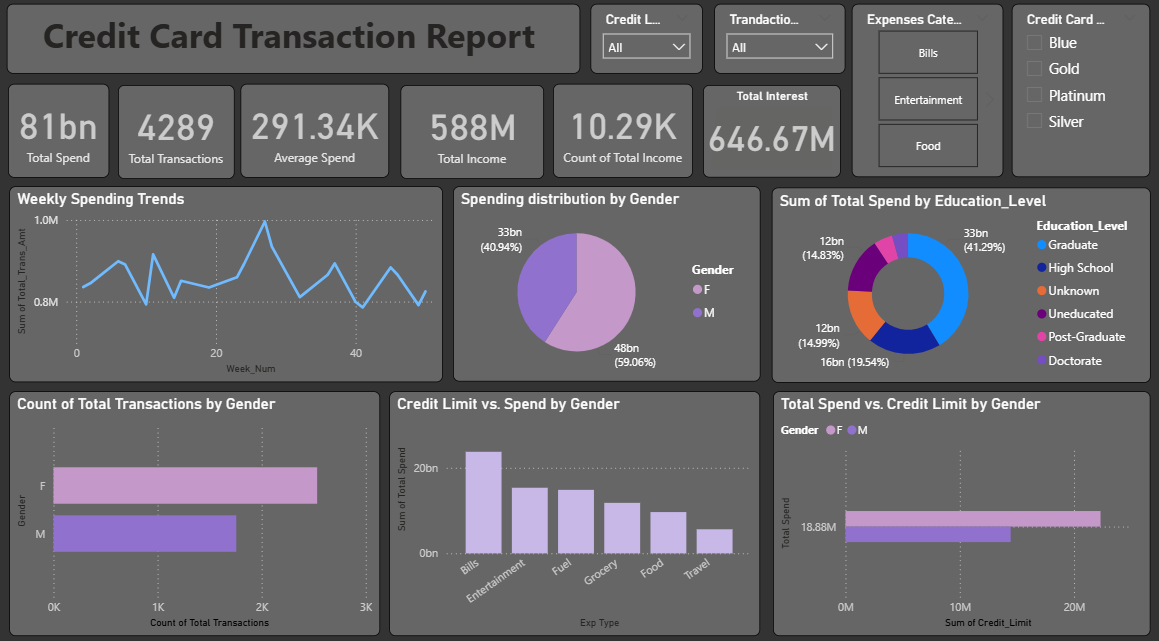 Credit Card Transaction Report
Credit L...
All
Trandactio...
All
Expenses Cate...
Bills
Entertainment
Food
Credit Card ...
Blue
Gold
Platinum
Silver
81bn
Total Spend
4289
Total Transactions
291.34K
Average Spend
588M
Total Income
10.29K
Count of Total Income
Total Interest
646.67M
Weekly Spending Trends
Sum of Total_Trans_Amt
1.0M
0.8M
0 20 40
Week_Num
Spending distribution by Gender
33bn
(40.94%)
48bn
(59.06%)
Gender
F
M
Sum of Total Spend by Education_Level
33bn
(41.29%)
12bn
(14.83%)
12bn
(14.99%)
16bn (19.54%)
Education_Level
Graduate
High School
Unknown
Uneducated
Post-Graduate
Doctorate
Count of Total Transactions by Gender
Gender
F
M
0K 1K 2K 3K
Count of Total Transactions
Credit Limit vs. Spend by Gender
Sum of Total Spend
20bn
0bn
Bills Entertainment Fuel Grocery Food Travel
Exp Type
Total Spend vs. Credit Limit by Gender
Gender F M
Total Spend
18.88M
0M 10M 20M
Sum of Credit_Limit